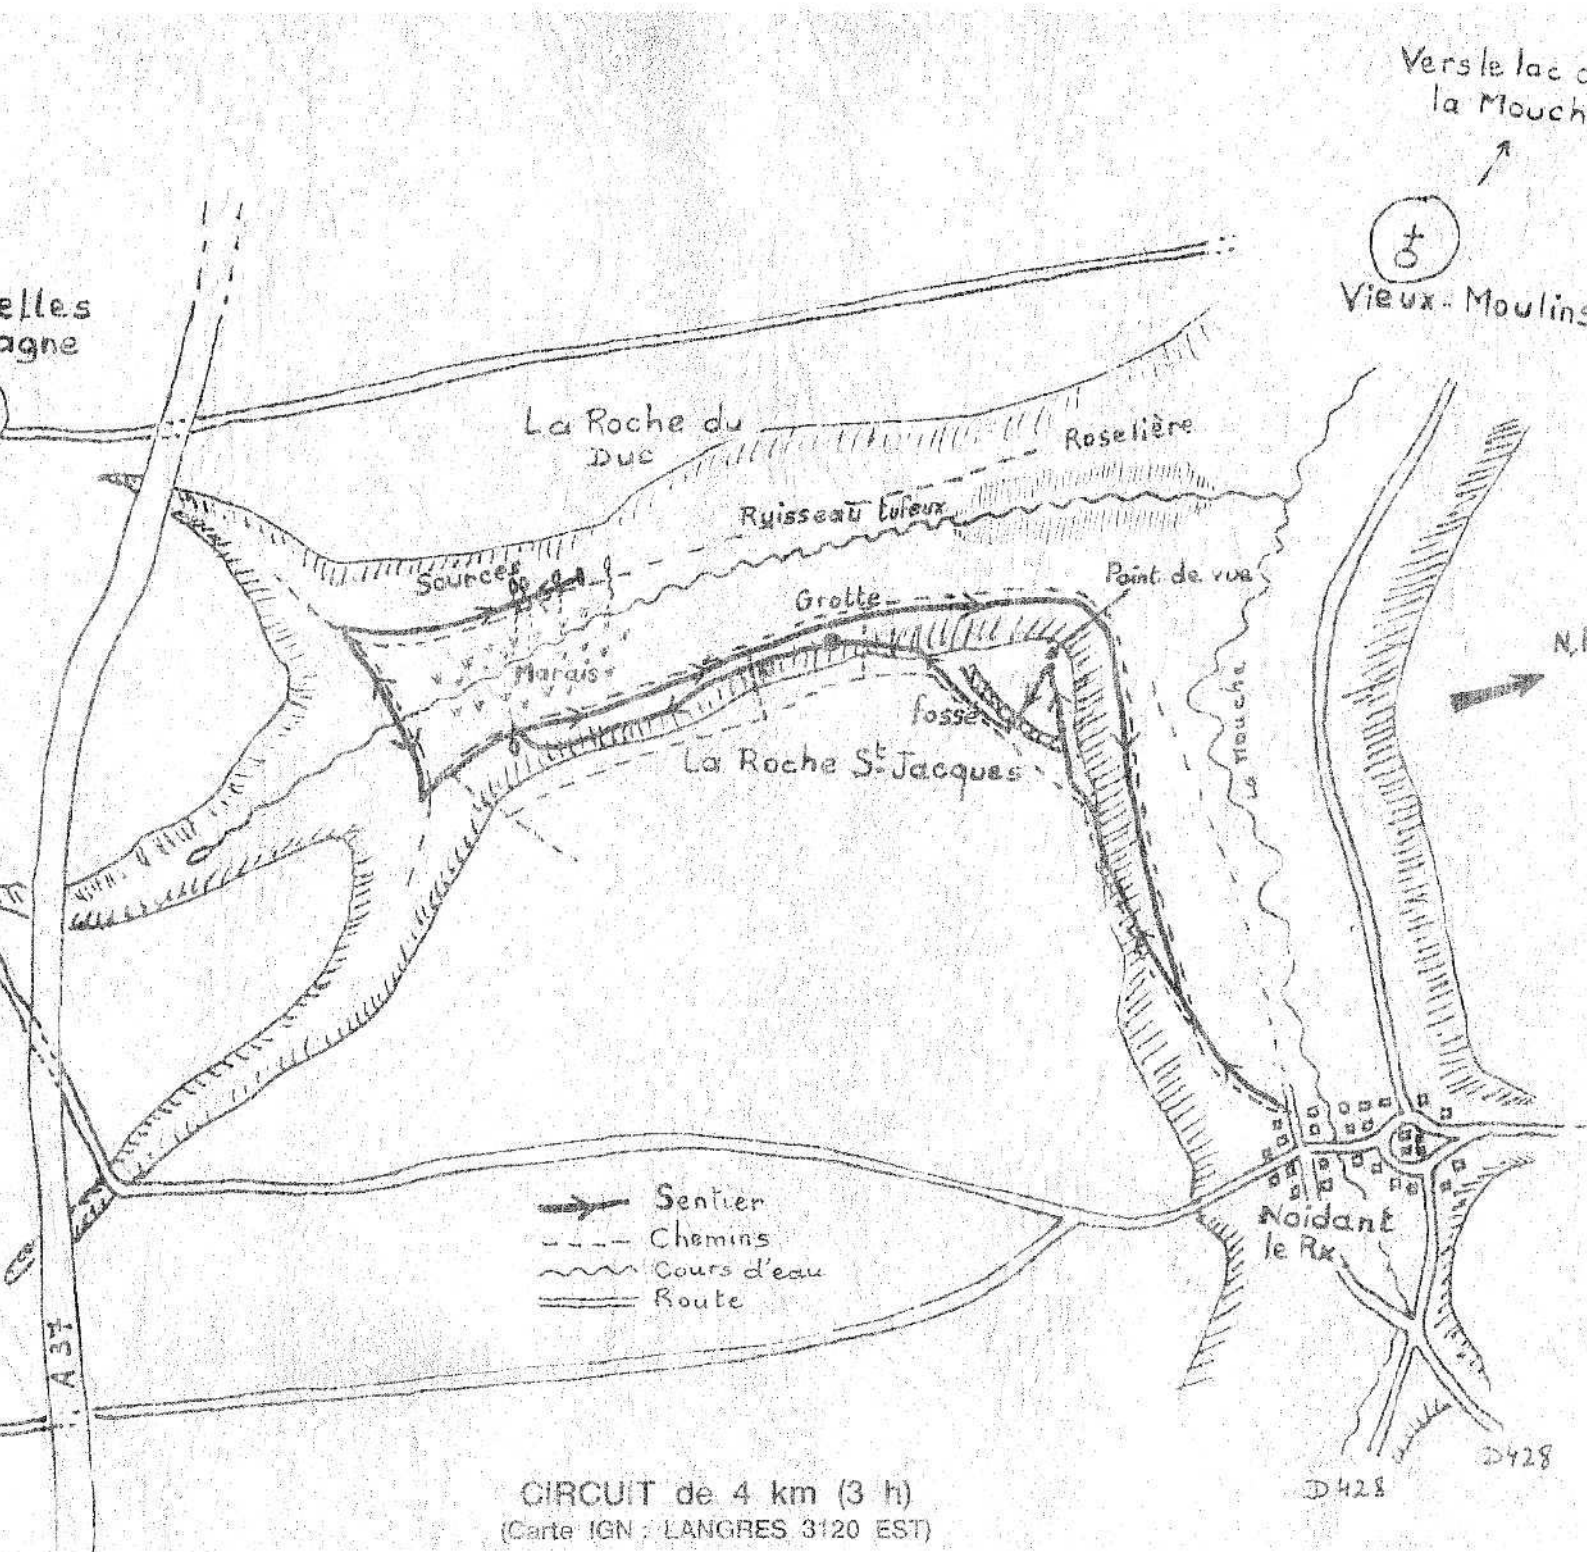 Vers le lac
la Mouch
Vieux-Moulins
elles
agne
La Roche du
Duc
Roselière
Ruisseau tufeux
Sources
Point de vue
Grotte
Marais
fossé
La Mouche
La Roche St Jacques
N.
Sentier
Chemins
Cours d'eau
Route
Noidant
le Rx
A 37
D428
D428
CIRCUIT de 4 km (3 h)
(Carte IGN : LANGRES 3120 EST)